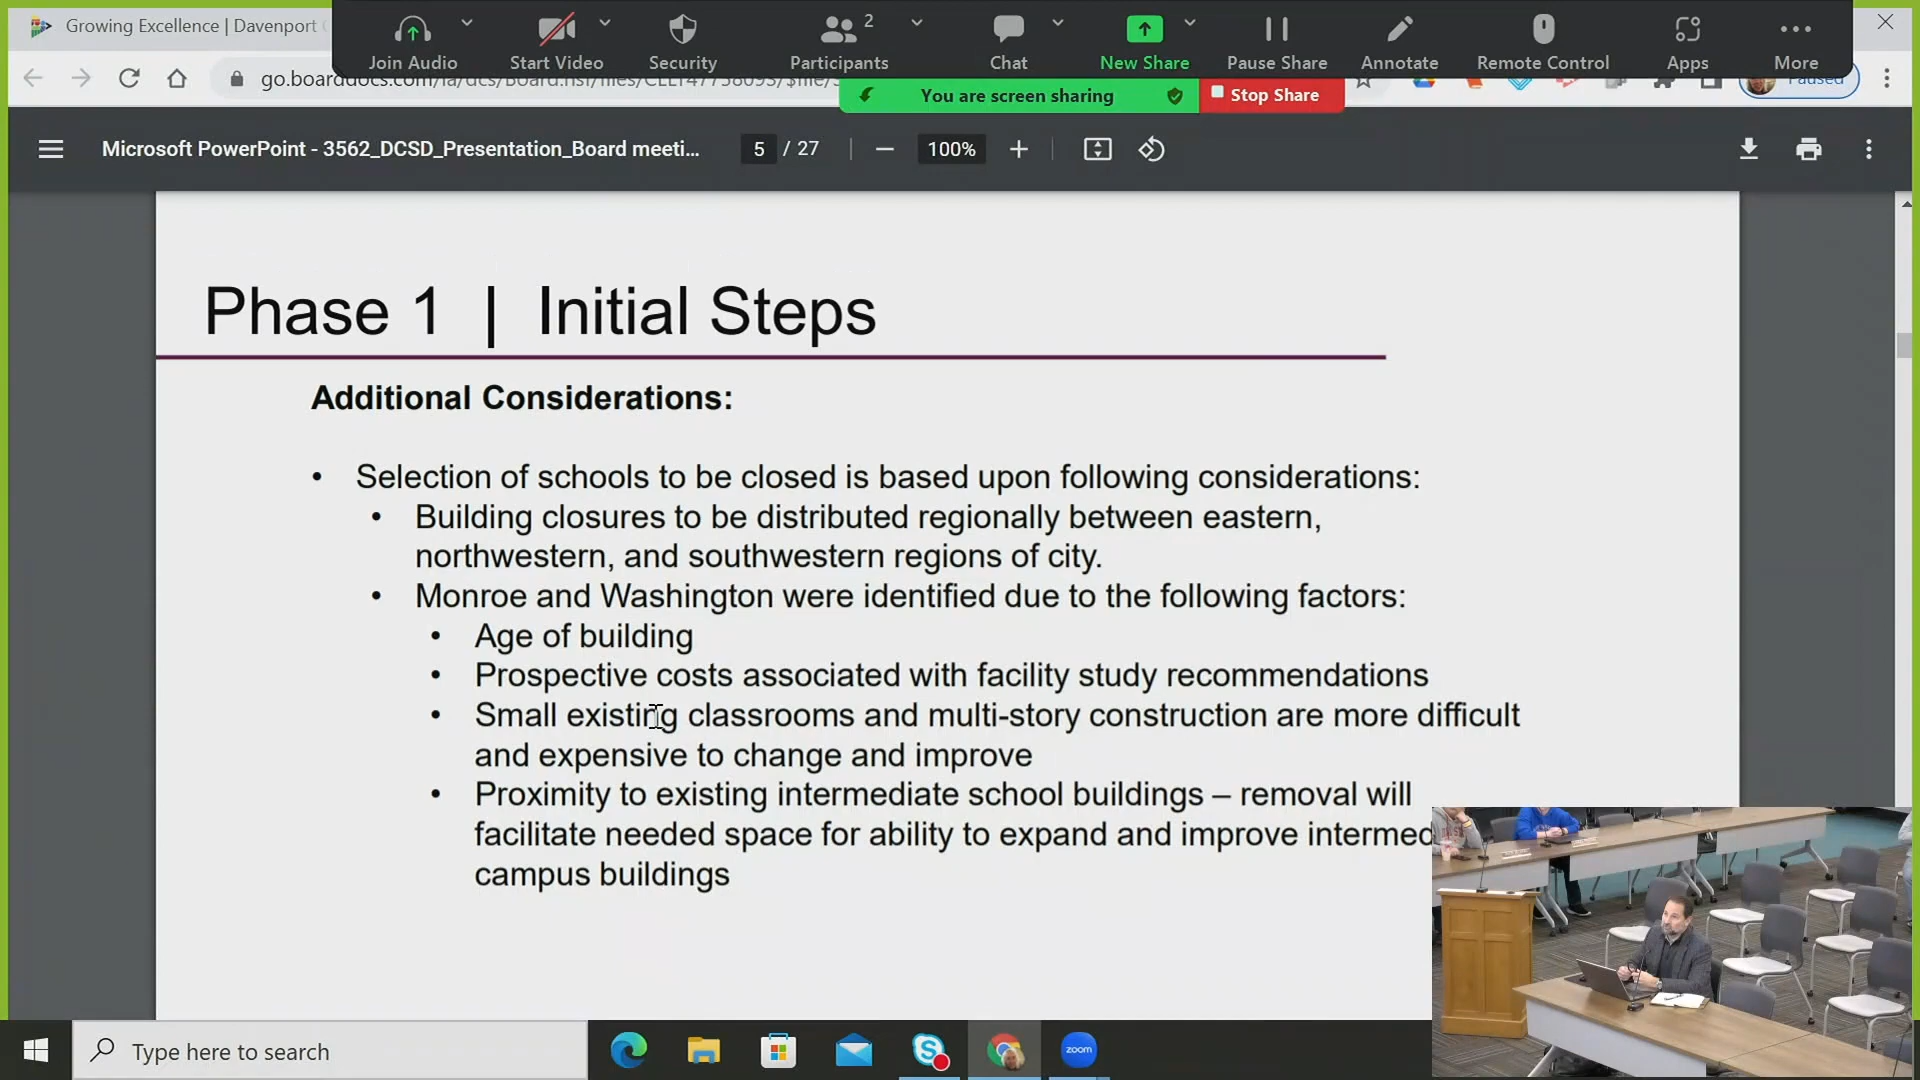 Growing Excellence | Davenport
Join Audio
Start Video
Security
Participants
2
Chat
New Share
Pause Share
Annotate
Remote Control
Apps
More
You are screen sharing
Stop Share
Paused
Microsoft PowerPoint - 3562_DCSD_Presentation_Board meeti...
5 / 27
100%
Phase 1 | Initial Steps
Additional Considerations:
• Selection of schools to be closed is based upon following considerations:
• Building closures to be distributed regionally between eastern,
northwestern, and southwestern regions of city.
• Monroe and Washington were identified due to the following factors:
• Age of building
• Prospective costs associated with facility study recommendations
• Small existing classrooms and multi-story construction are more difficult
and expensive to change and improve
• Proximity to existing intermediate school buildings – removal will
facilitate needed space for ability to expand and improve intermed
campus buildings
Type here to search
zoom